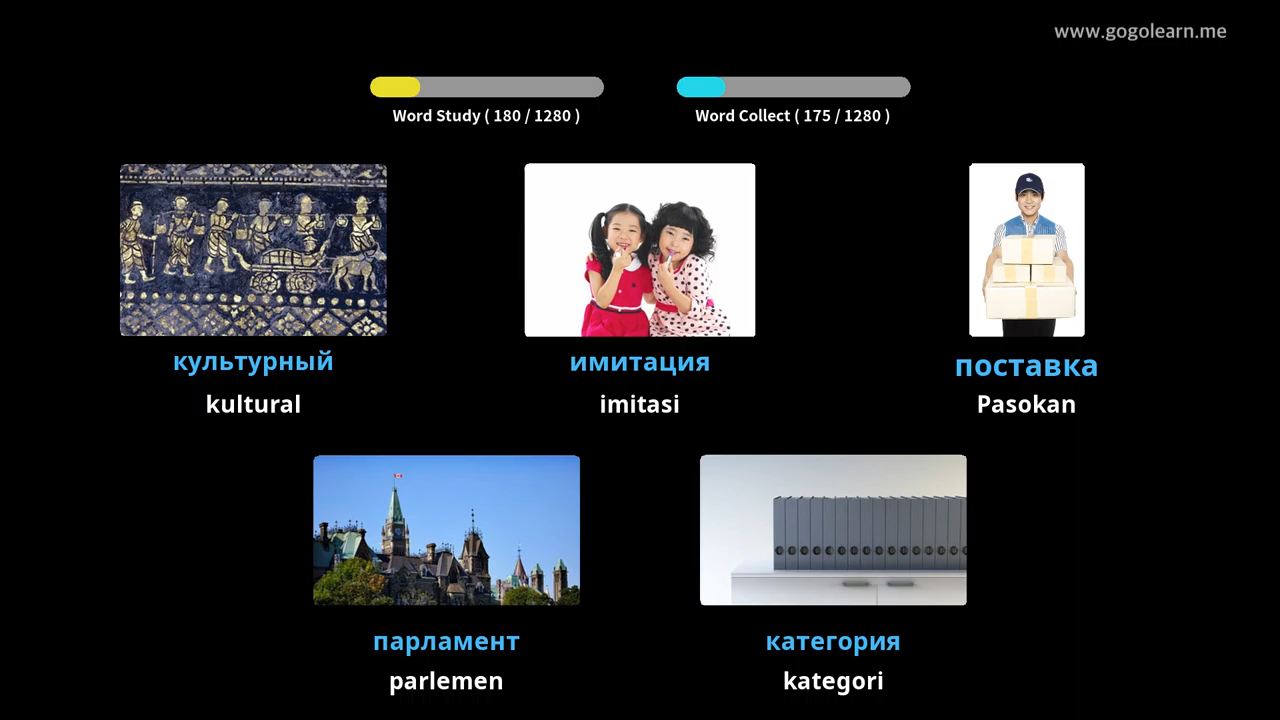 www.gogolearn.me
Word Study ( 180 / 1280 )
Word Collect ( 175 / 1280 )
культурный
имитация
поставка
kultural
imitasi
Pasokan
парламент
категория
parlemen
kategori